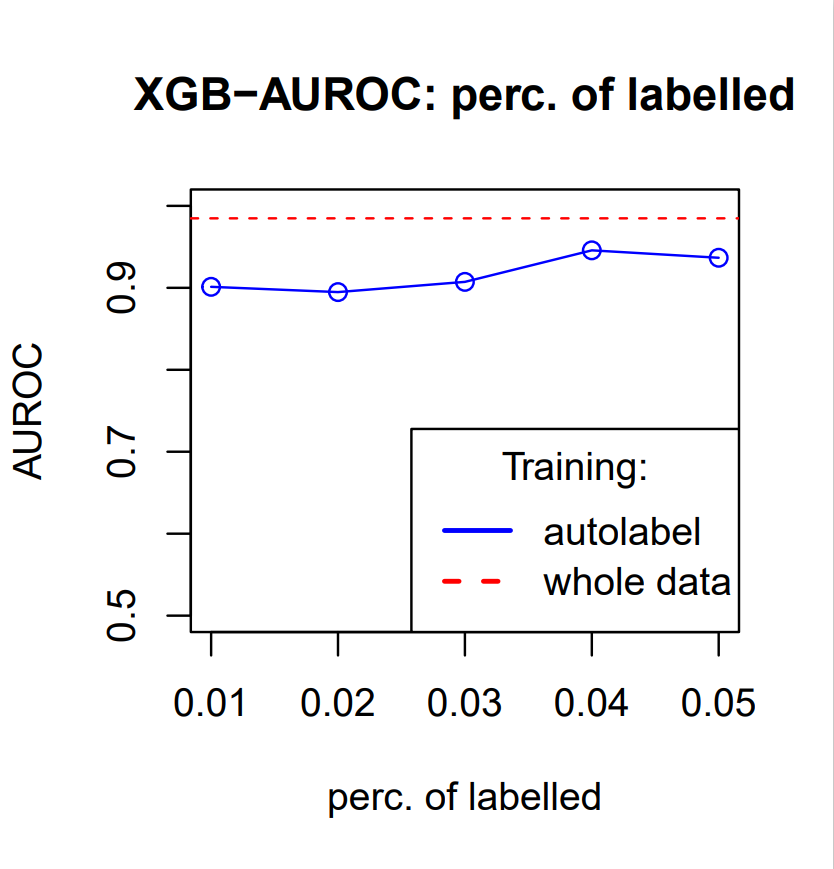 XGB−AUROC: perc. of labelled
AUROC
0.9
0.7
0.5
Training:
autolabel
whole data
0.01 0.02 0.03 0.04 0.05
perc. of labelled